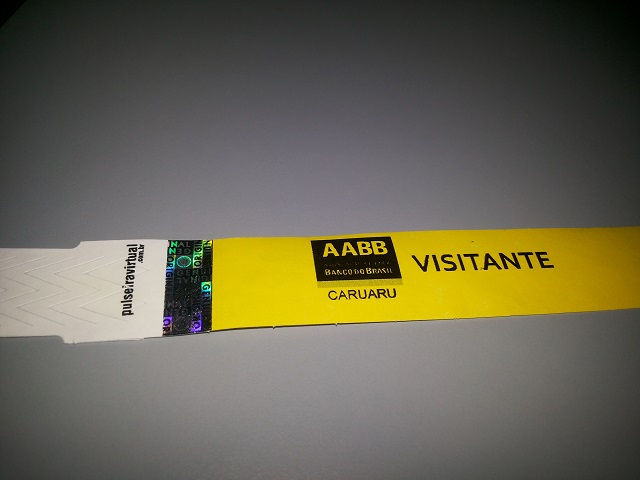 pulseiravirtual
.com.br
AABB
BANCO DO BRASIL
CARUARU
VISITANTE